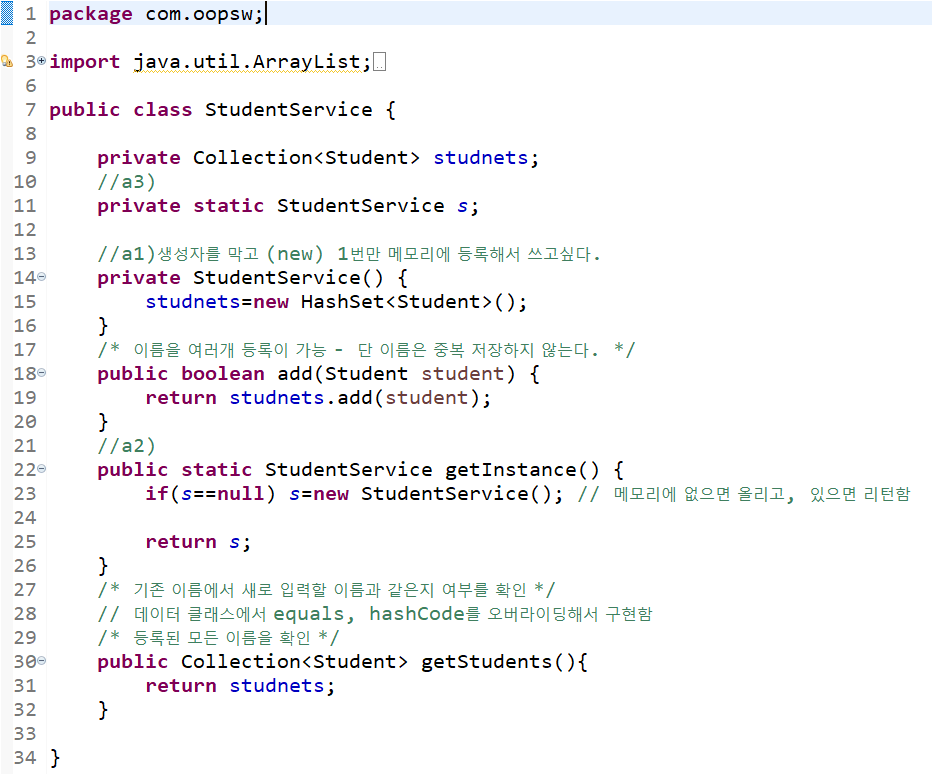 1 package com.oopsw;
2
3 import java.util.ArrayList;
6
7 public class StudentService {
8
9 private Collection<Student> studnets;
10 //a3)
11 private static StudentService s;
12
13 //a1)생성자를 막고 (new) 1번만 메모리에 등록해서 쓰고싶다.
14 private StudentService() {
15 studnets=new HashSet<Student>();
16 }
17 /* 이름을 여러개 등록이 가능 - 단 이름은 중복 저장하지 않는다. */
18 public boolean add(Student student) {
19 return studnets.add(student);
20 }
21 //a2)
22 public static StudentService getInstance() {
23 if(s==null) s=new StudentService(); // 메모리에 없으면 올리고, 있으면 리턴함
24
25 return s;
26 }
27 /* 기존 이름에서 새로 입력할 이름과 같은지 여부를 확인 */
28 // 데이터 클래스에서 equals, hashCode를 오버라이딩해서 구현함
29 /* 등록된 모든 이름을 확인 */
30 public Collection<Student> getStudents(){
31 return studnets;
32 }
33
34 }